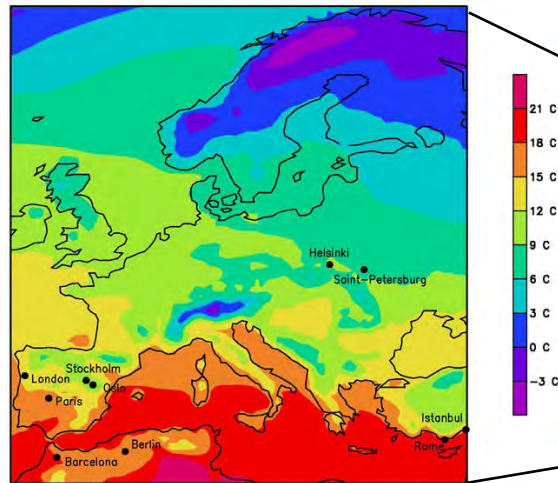 21 C
18 C
15 C
12 C
9 C
6 C
3 C
0 C
−3 C
Helsinki
Saint−Petersburg
Stockholm
London
Oslo
Paris
Istanbul
Rome
Berlin
Barcelona